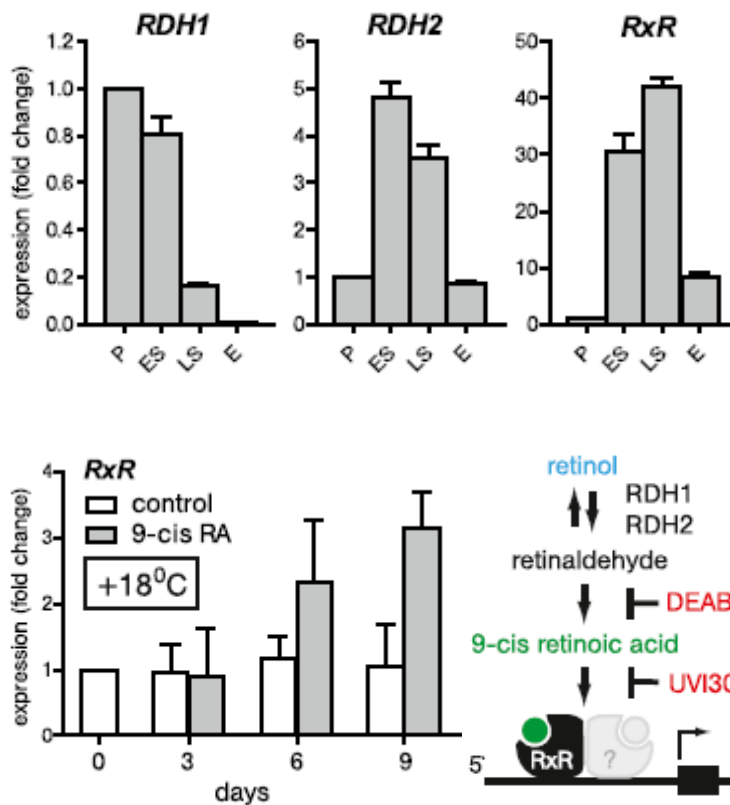 RDH1
RDH2
RxR
expression (fold change)
1.2
1.0
0.8
0.6
0.4
0.2
0.0
P
ES
LS
E
6
5
4
3
2
1
0
P
ES
LS
E
50
40
30
20
10
0
P
ES
LS
E
RxR
control
9-cis RA
+18⁰C
expression (fold change)
4
3
2
1
0
0
3
6
9
days
retinol
RDH1
RDH2
retinaldehyde
DEAB
9-cis retinoic acid
UVI30
RxR
?
5'